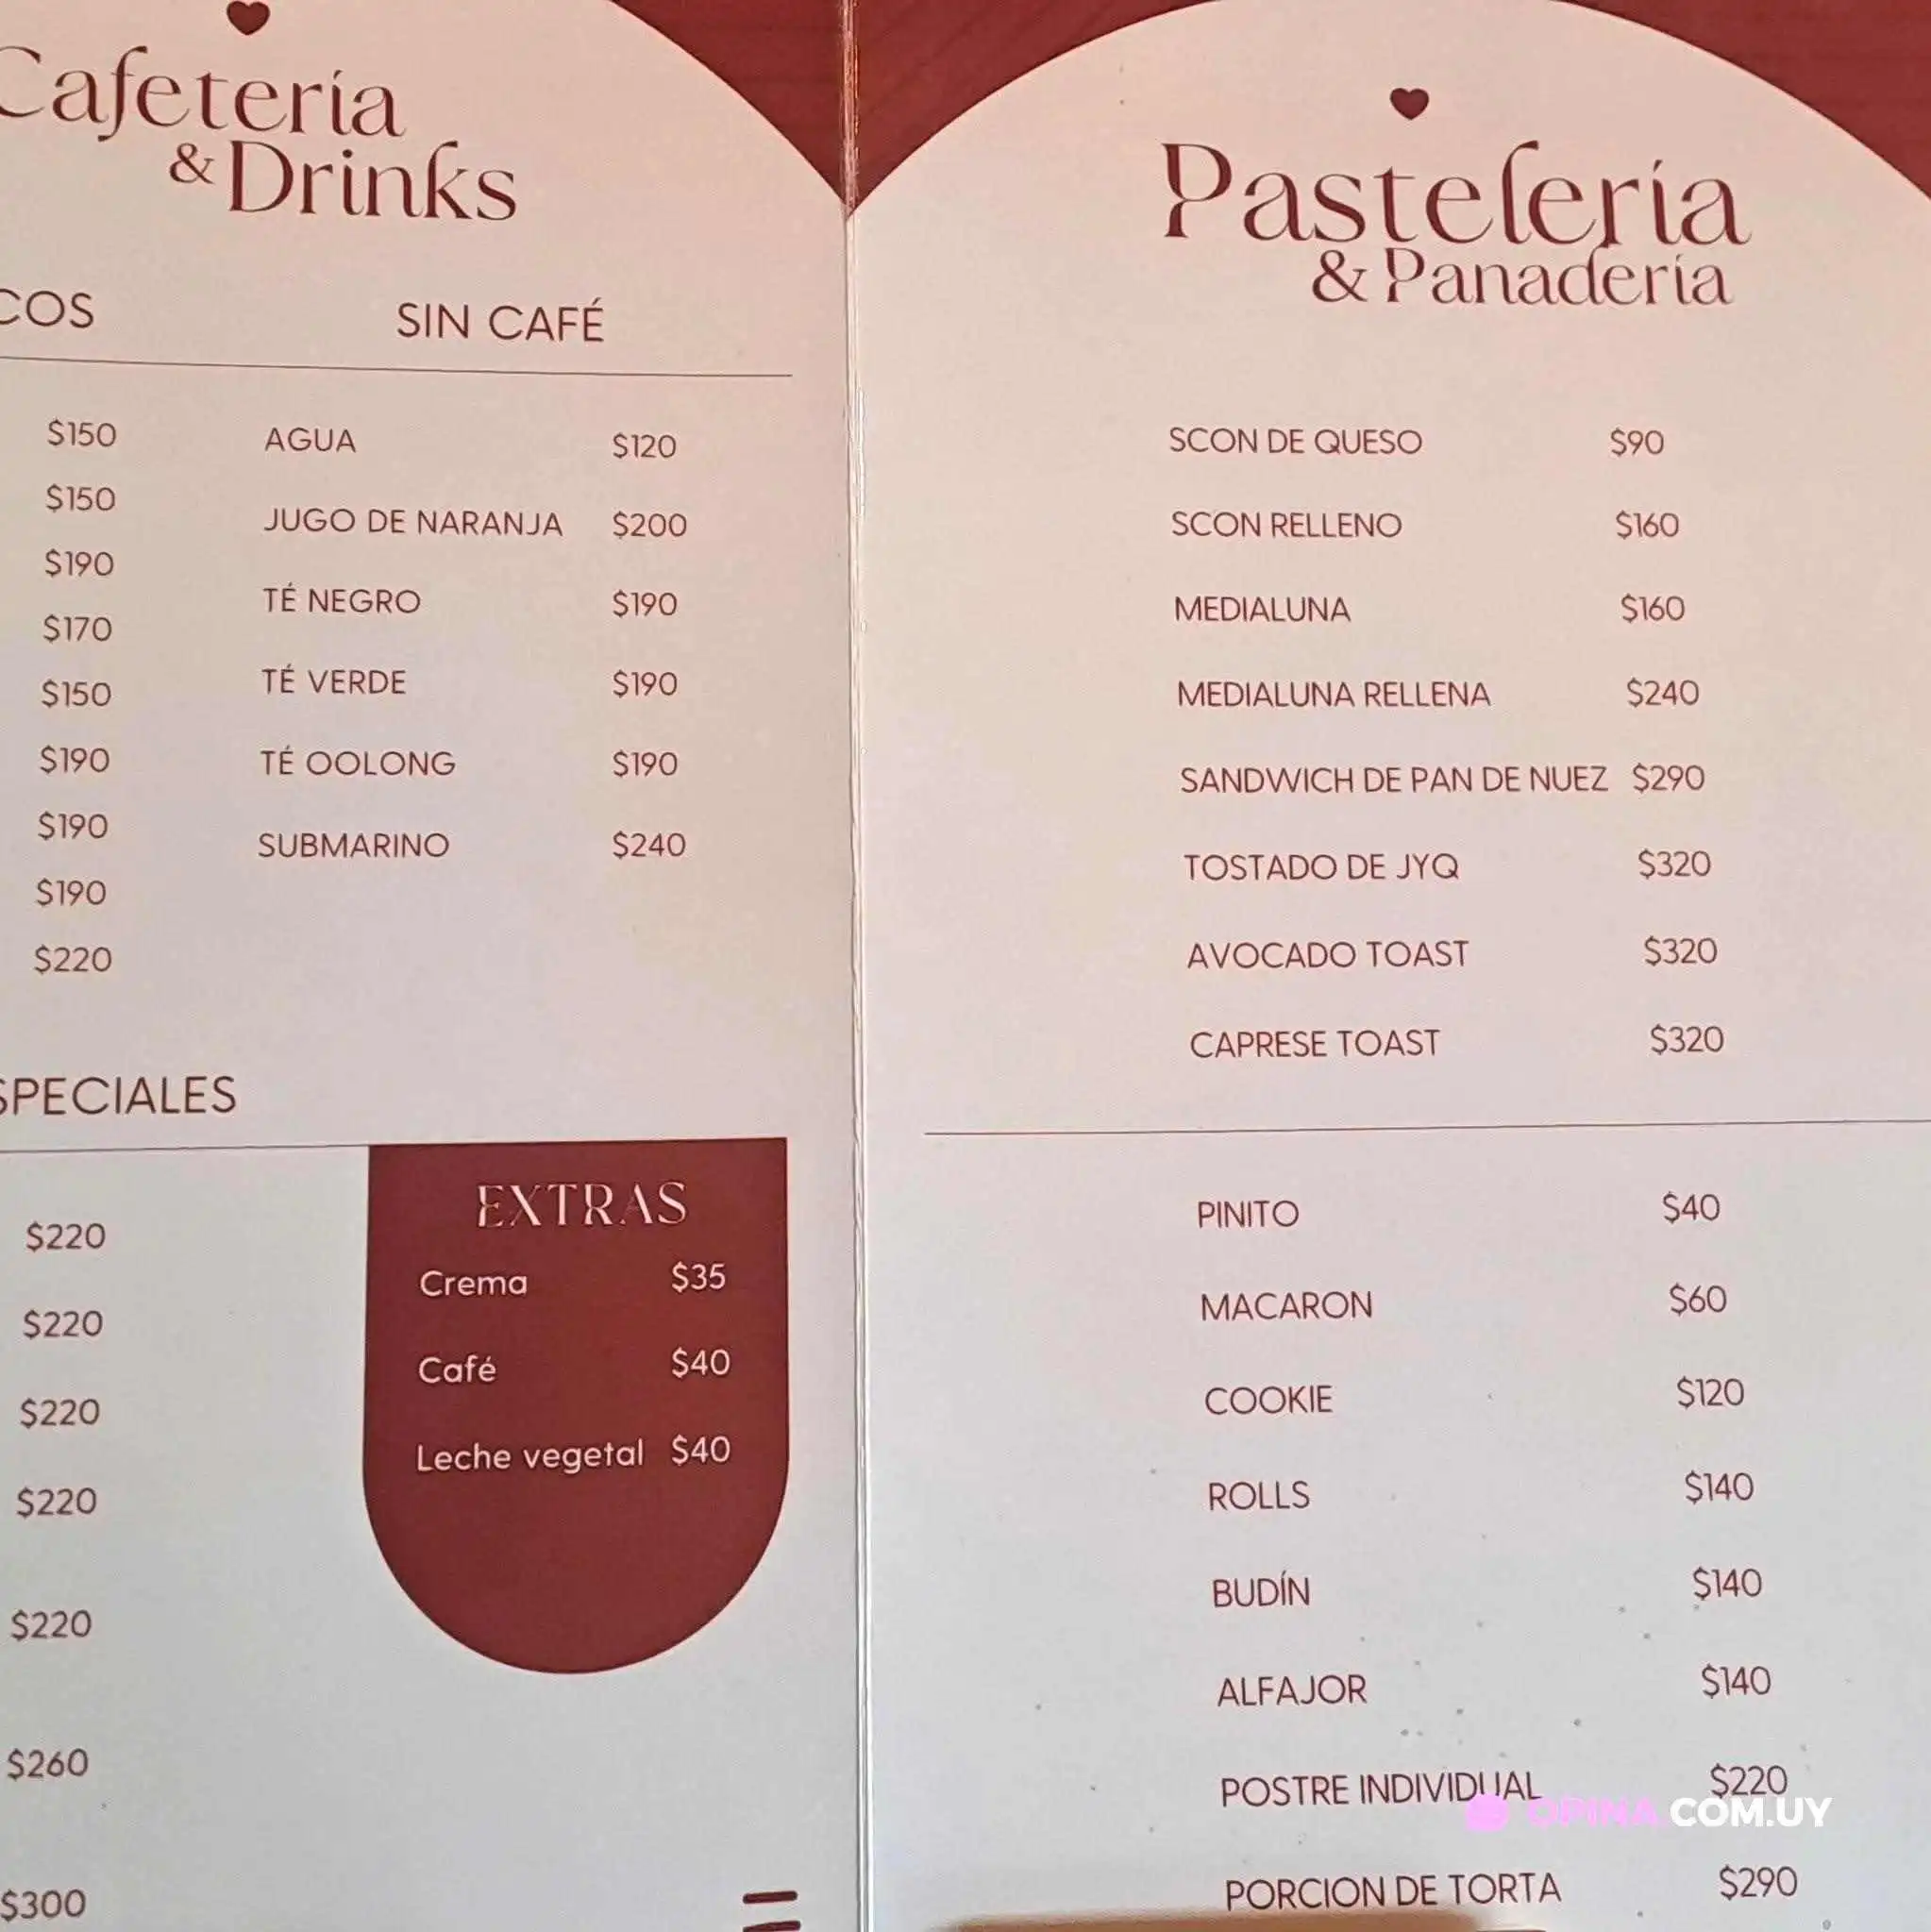 Cafetería
& Drinks
SIN CAFÉ
$150
$150
$190
$170
$150
$190
$190
$190
$220
AGUA $120
JUGO DE NARANJA $200
TÉ NEGRO $190
TÉ VERDE $190
TÉ OOLONG $190
SUBMARINO $240
$220
$220
$220
$220
$220
$260
$300
EXTRAS
Crema $35
Café $40
Leche vegetal $40
Pastelería
& Panadería
SCON DE QUESO $90
SCON RELLENO $160
MEDIALUNA $160
MEDIALUNA RELLENA $240
SANDWICH DE PAN DE NUEZ $290
TOSTADO DE JYQ $320
AVOCADO TOAST $320
CAPRESE TOAST $320
PINITO $40
MACARON $60
COOKIE $120
ROLLS $140
BUDÍN $140
ALFAJOR $140
POSTRE INDIVIDUAL $220
OPINA.COM.UY
PORCION DE TORTA $290